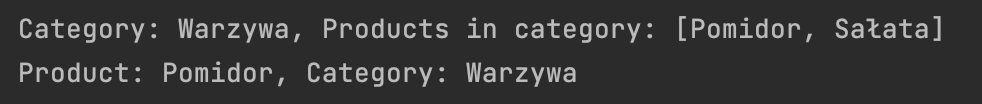 Category: Warzywa, Products in category: [Pomidor, Sałata]
Product: Pomidor, Category: Warzywa